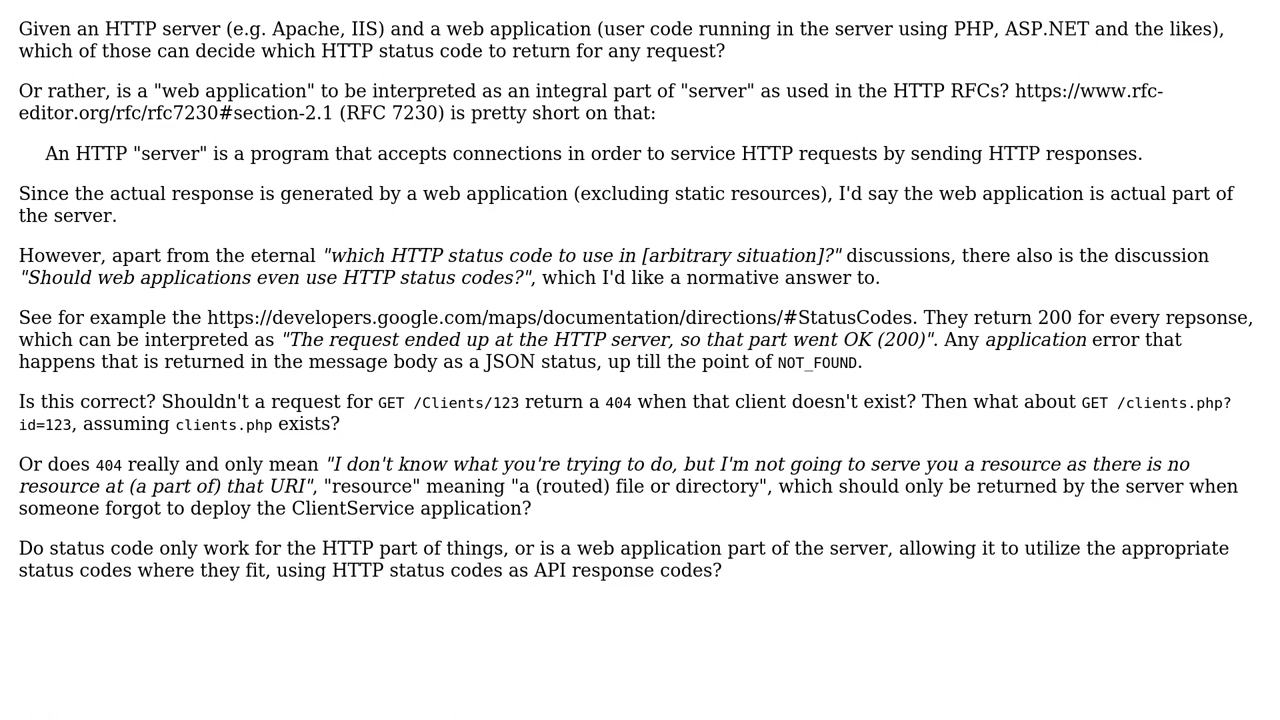 Given an HTTP server (e.g. Apache, IIS) and a web application (user code running in the server using PHP, ASP.NET and the likes),
which of those can decide which HTTP status code to return for any request?
Or rather, is a "web application" to be interpreted as an integral part of "server" as used in the HTTP RFCs? https://www.rfc-
editor.org/rfc/rfc7230#section-2.1 (RFC 7230) is pretty short on that:
An HTTP "server" is a program that accepts connections in order to service HTTP requests by sending HTTP responses.
Since the actual response is generated by a web application (excluding static resources), I'd say the web application is actual part of
the server.
However, apart from the eternal "which HTTP status code to use in [arbitrary situation]?" discussions, there also is the discussion
"Should web applications even use HTTP status codes?", which I'd like a normative answer to.
See for example the https://developers.google.com/maps/documentation/directions/#StatusCodes. They return 200 for every repsonse,
which can be interpreted as "The request ended up at the HTTP server, so that part went OK (200)". Any application error that
happens that is returned in the message body as a JSON status, up till the point of NOT_FOUND.
Is this correct? Shouldn't a request for GET /Clients/123 return a 404 when that client doesn't exist? Then what about GET /clients.php?
id=123, assuming clients.php exists?
Or does 404 really and only mean "I don't know what you're trying to do, but I'm not going to serve you a resource as there is no
resource at (a part of) that URI", "resource" meaning "a (routed) file or directory", which should only be returned by the server when
someone forgot to deploy the ClientService application?
Do status code only work for the HTTP part of things, or is a web application part of the server, allowing it to utilize the appropriate
status codes where they fit, using HTTP status codes as API response codes?